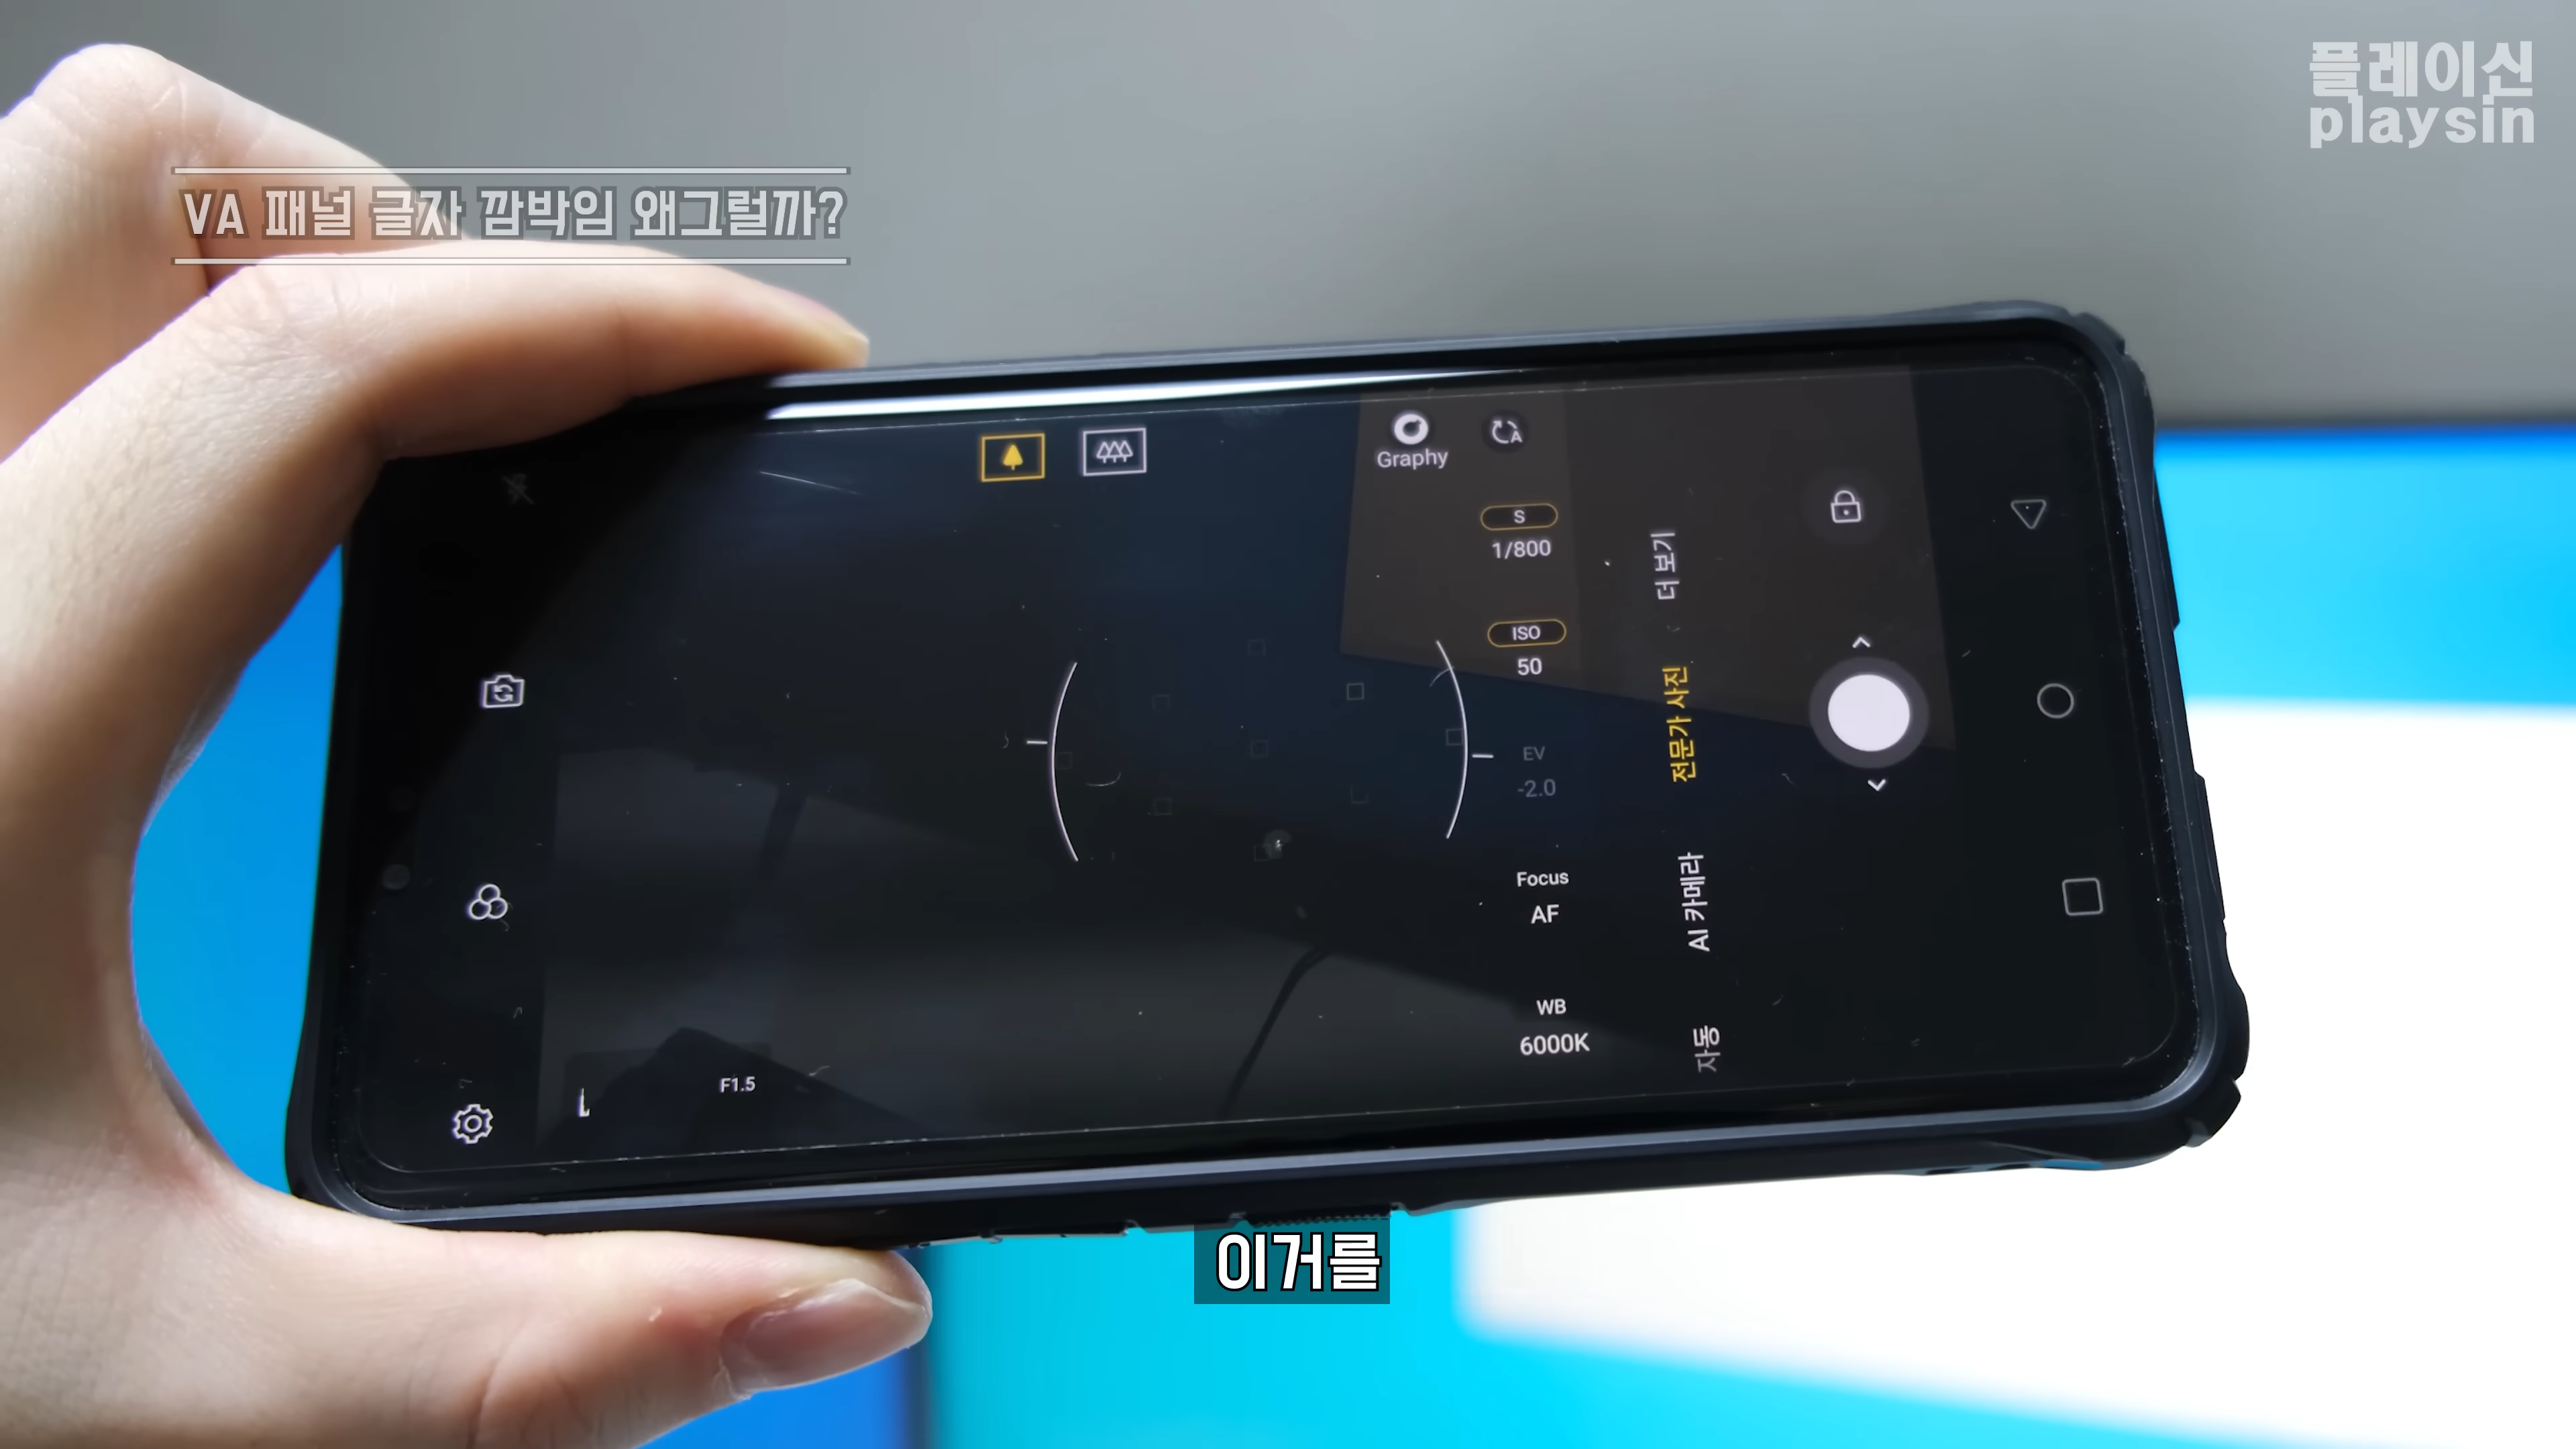 플레이신
playsin
VA 패널 글자 깜박임 왜그럴까?
Graphy
S
1/800
ISO
50
EV
-2.0
Focus
AF
WB
6000K
더 보기
전문가 사진
AI 카메라
자동
F1.5
이거를